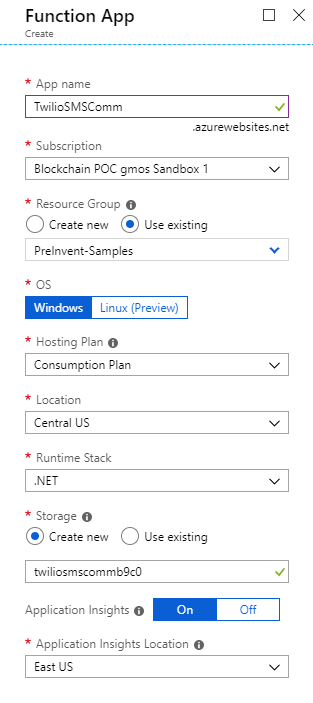 Function App
Create
* App name
TwilioSMSComm
.azurewebsites.net
* Subscription
Blockchain POC gmos Sandbox 1
* Resource Group
Create new Use existing
PreInvent-Samples
* OS
Windows Linux (Preview)
* Hosting Plan
Consumption Plan
* Location
Central US
* Runtime Stack
.NET
* Storage
Create new Use existing
twiliosmscommb9c0
Application Insights On Off
* Application Insights Location
East US